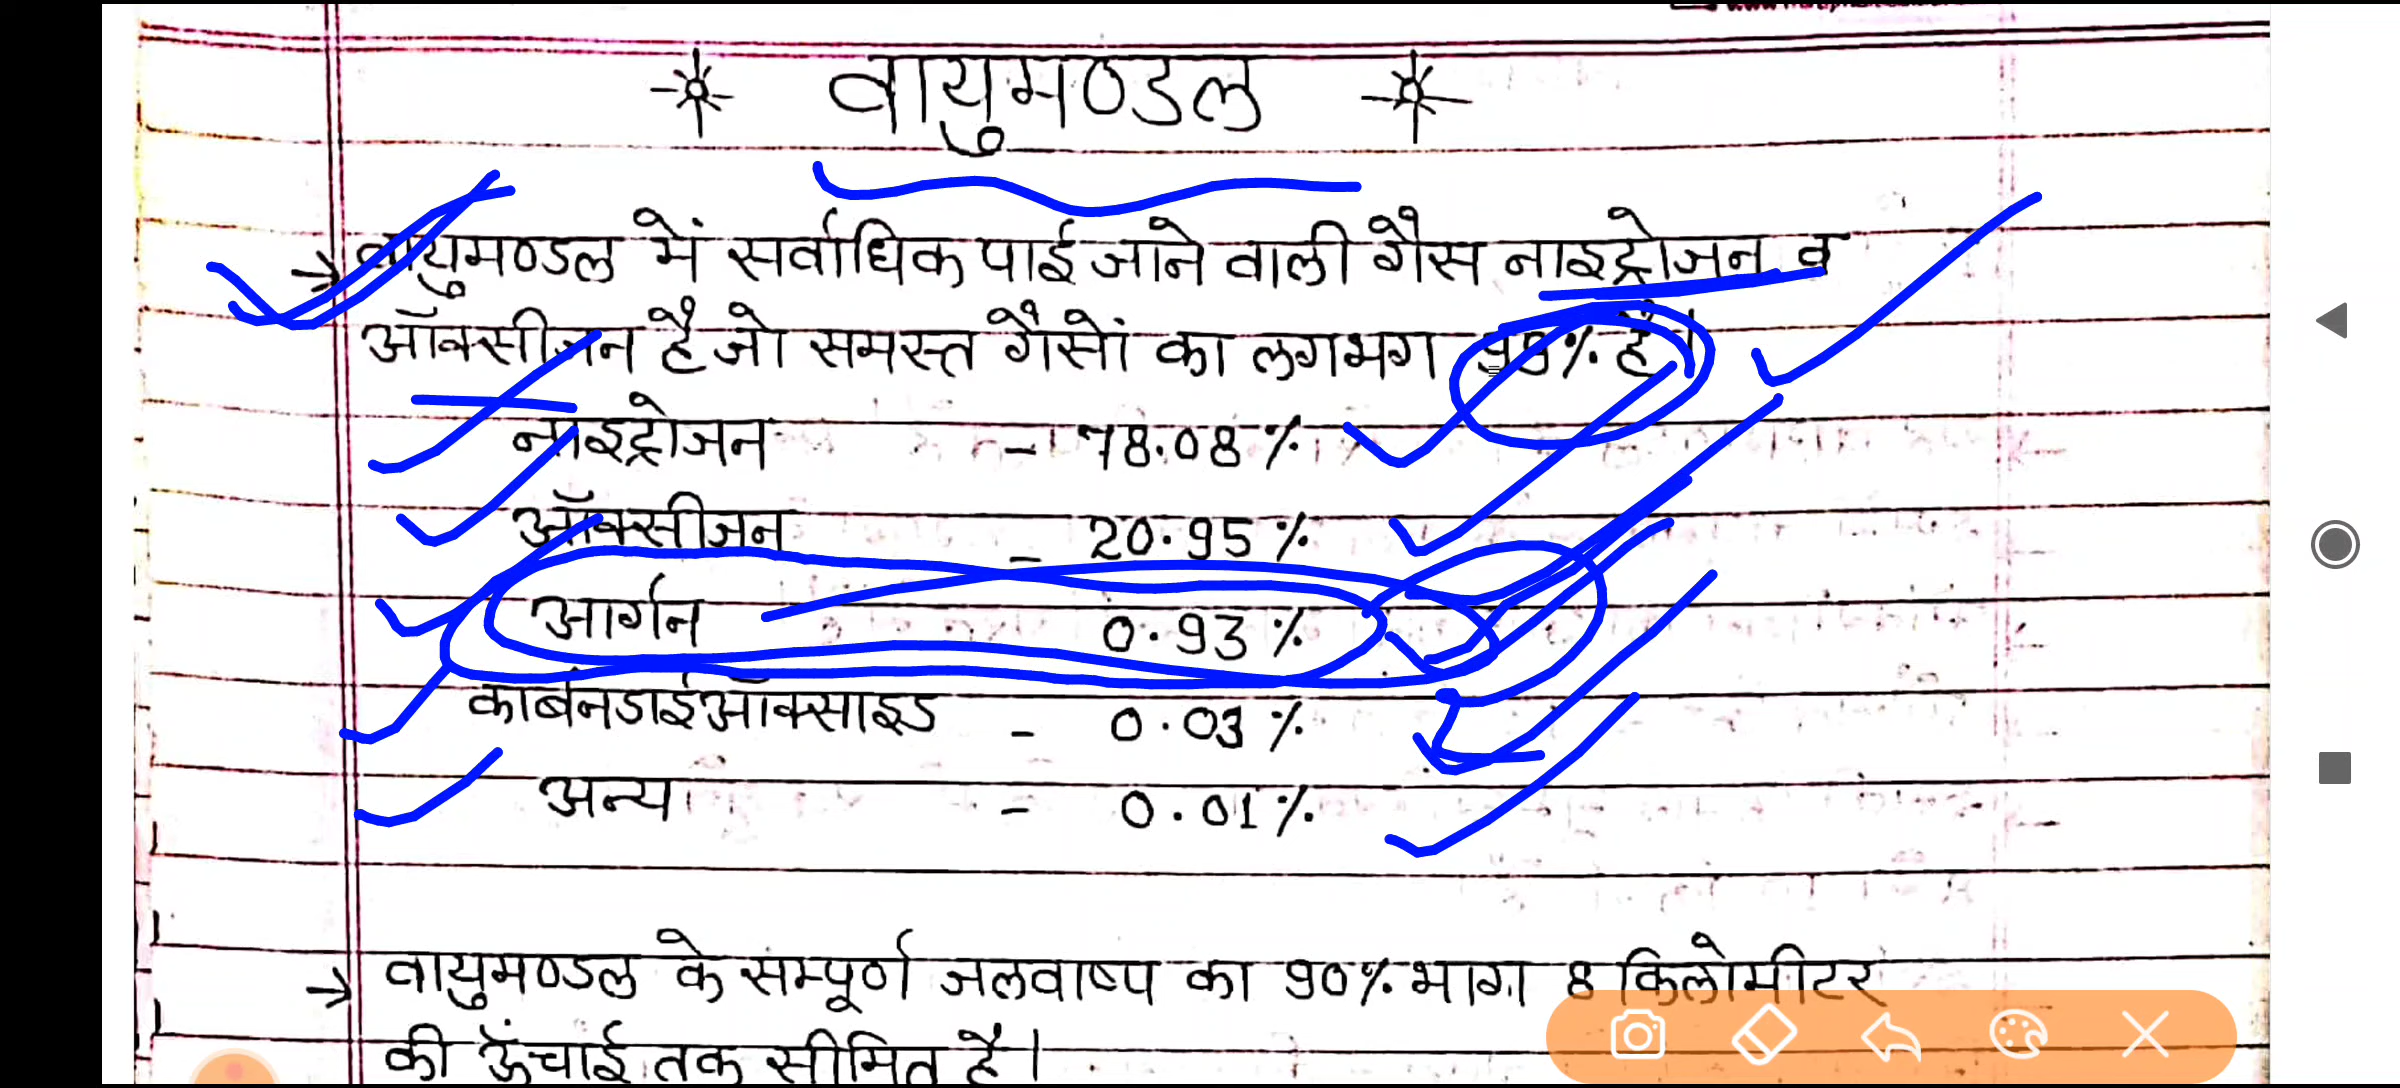 वायुमण्डल
→ वायुमण्डल में सर्वाधिक पाई जाने वाली गैस नाइट्रोजन व
ऑक्सीजन है जो समस्त गैसों का लगभग 99% है।
नाइट्रोजन - 78.08%
ऑक्सीजन - 20.95%
आर्गन 0.93%
कार्बनडाईऑक्साइड - 0.03%
अन्य - 0.01%
→ वायुमण्डल के सम्पूर्ण जलवाष्प का 90% भाग 8 किलोमीटर
की ऊँचाई तक सीमित है।